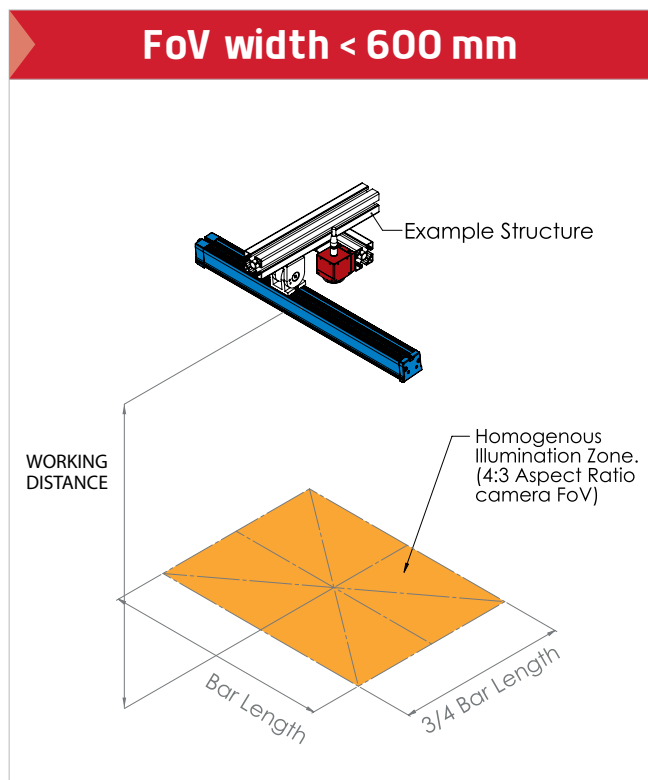 FoV width < 600 mm
Example Structure
Homogenous
Illumination Zone.
(4:3 Aspect Ratio
camera FoV)
WORKING
DISTANCE
Bar Length
3/4 Bar Length